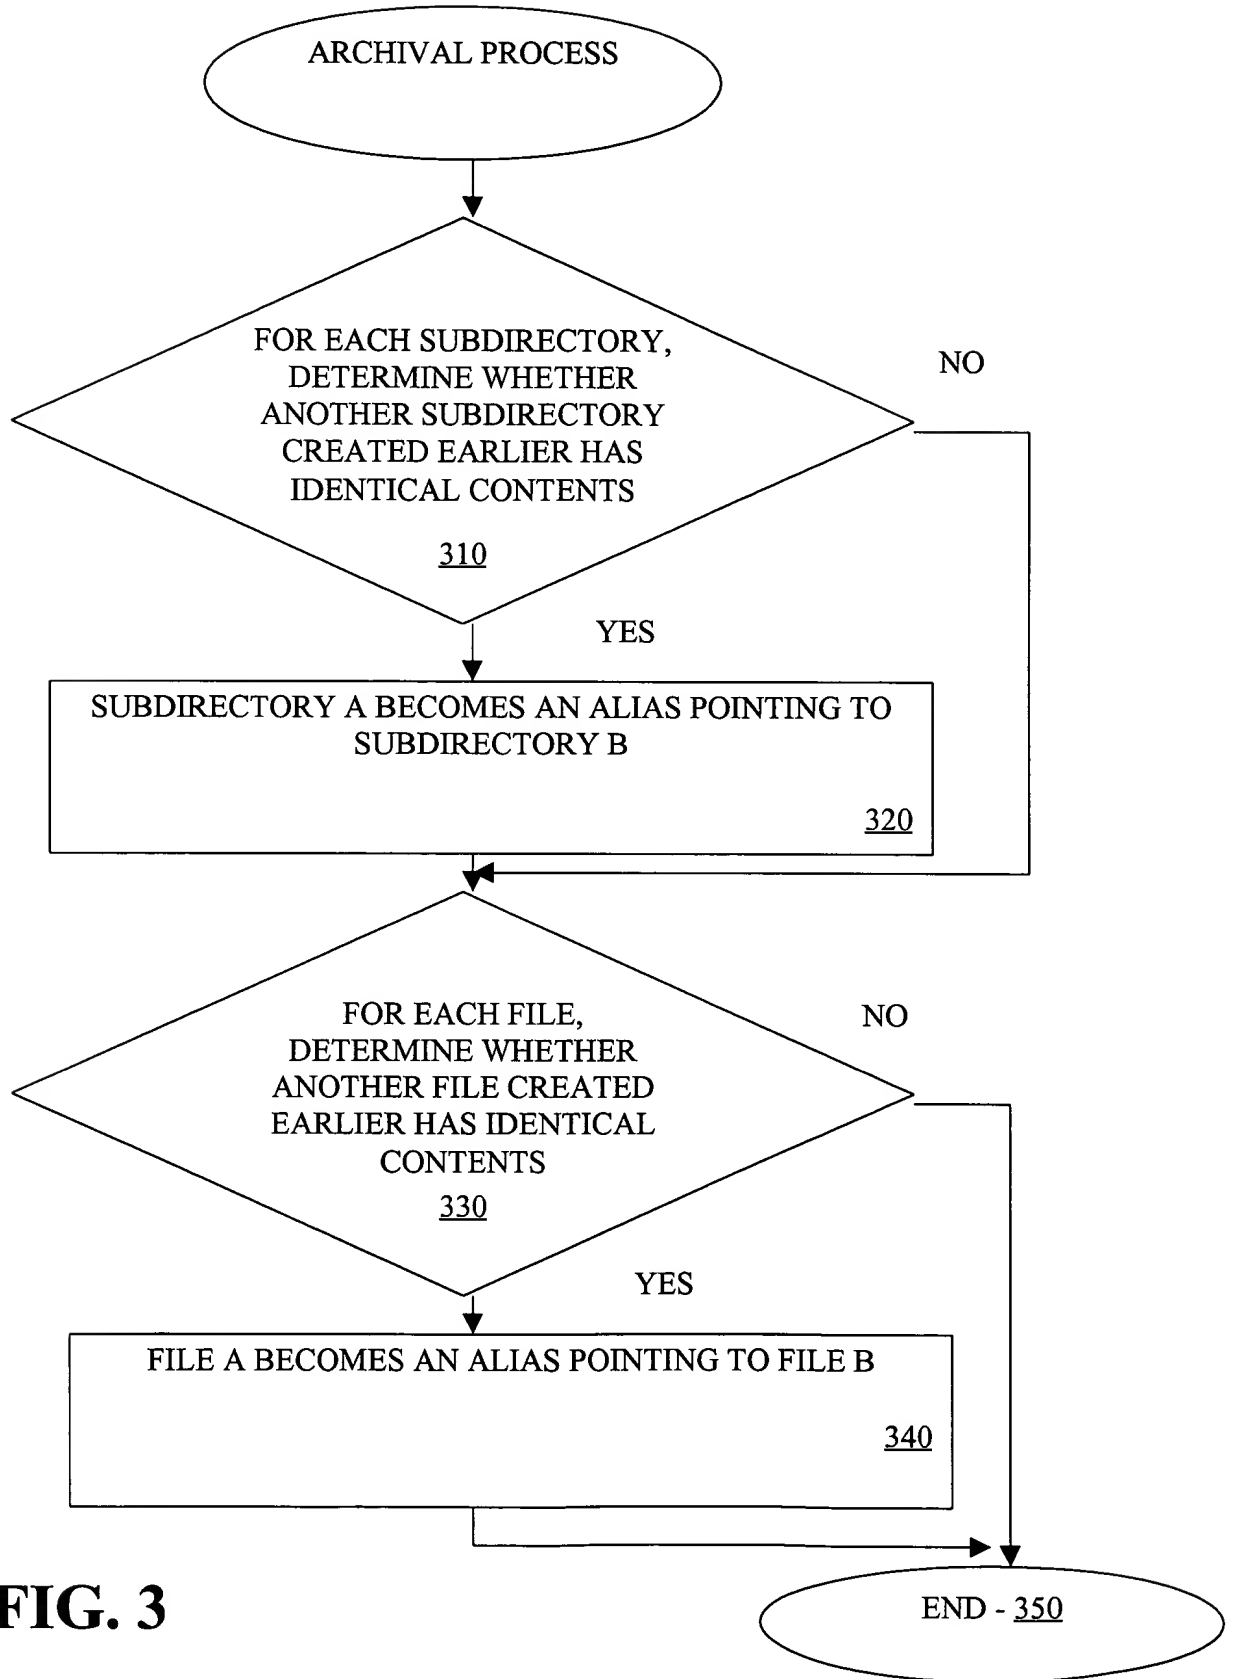 ARCHIVAL PROCESS
FOR EACH SUBDIRECTORY,
DETERMINE WHETHER
ANOTHER SUBDIRECTORY
CREATED EARLIER HAS
IDENTICAL CONTENTS
310
NO
YES
SUBDIRECTORY A BECOMES AN ALIAS POINTING TO
SUBDIRECTORY B
320
FOR EACH FILE,
DETERMINE WHETHER
ANOTHER FILE CREATED
EARLIER HAS IDENTICAL
CONTENTS
330
NO
YES
FILE A BECOMES AN ALIAS POINTING TO FILE B
340
END - 350
FIG. 3